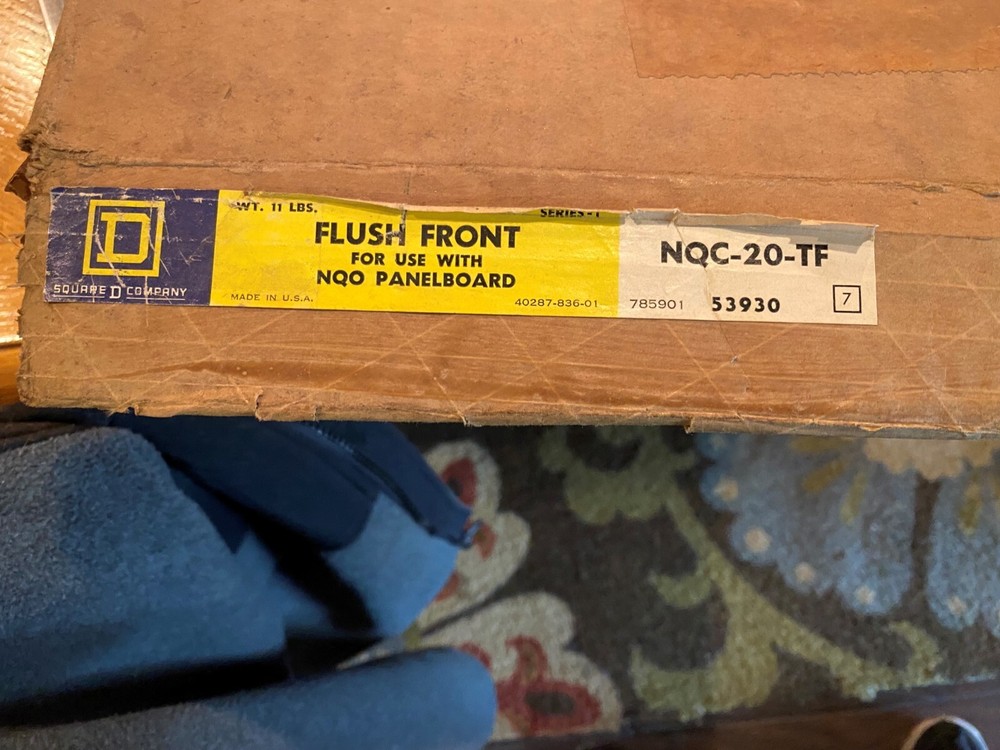 D
SQUARE D COMPANY
WT. 11 LBS.
SERIES-1
FLUSH FRONT
FOR USE WITH
NQO PANELBOARD
MADE IN U.S.A.
40287-836-01
NQC-20-TF
785901 53930 7